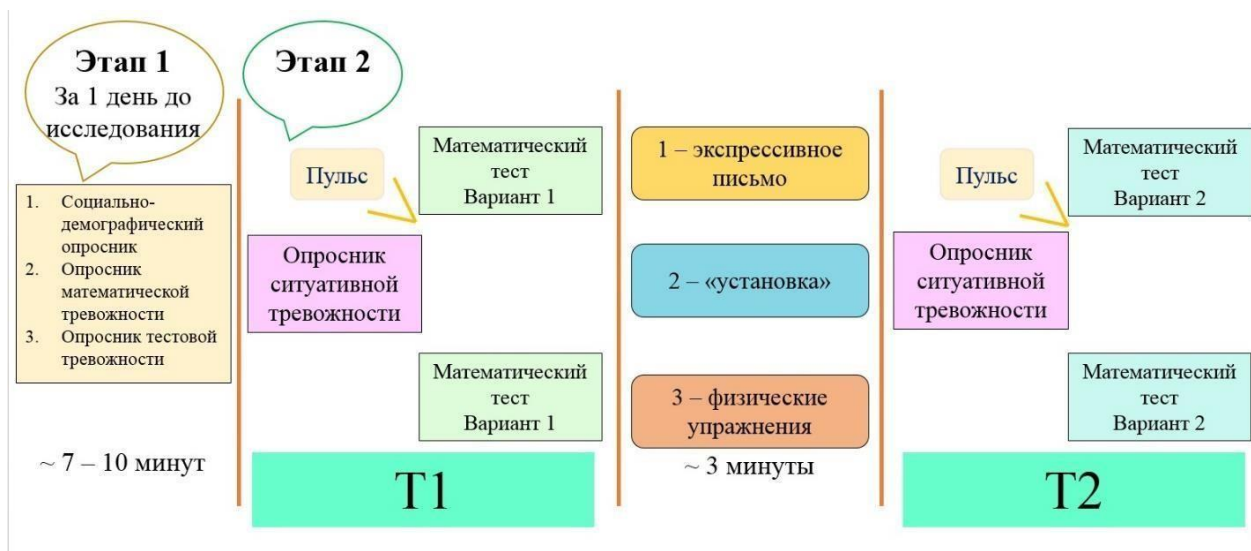 Этап 1
За 1 день до
исследования
1. Социально-
демографический
опросник
2. Опросник
математической
тревожности
3. Опросник тестовой
тревожности
~ 7 – 10 минут
Этап 2
Пульс
Математический
тест
Вариант 1
Опросник
ситуативной
тревожности
Математический
тест
Вариант 1
Т1
1 – экспрессивное
письмо
2 – «установка»
3 – физические
упражнения
~ 3 минуты
Пульс
Математический
тест
Вариант 2
Опросник
ситуативной
тревожности
Математический
тест
Вариант 2
Т2